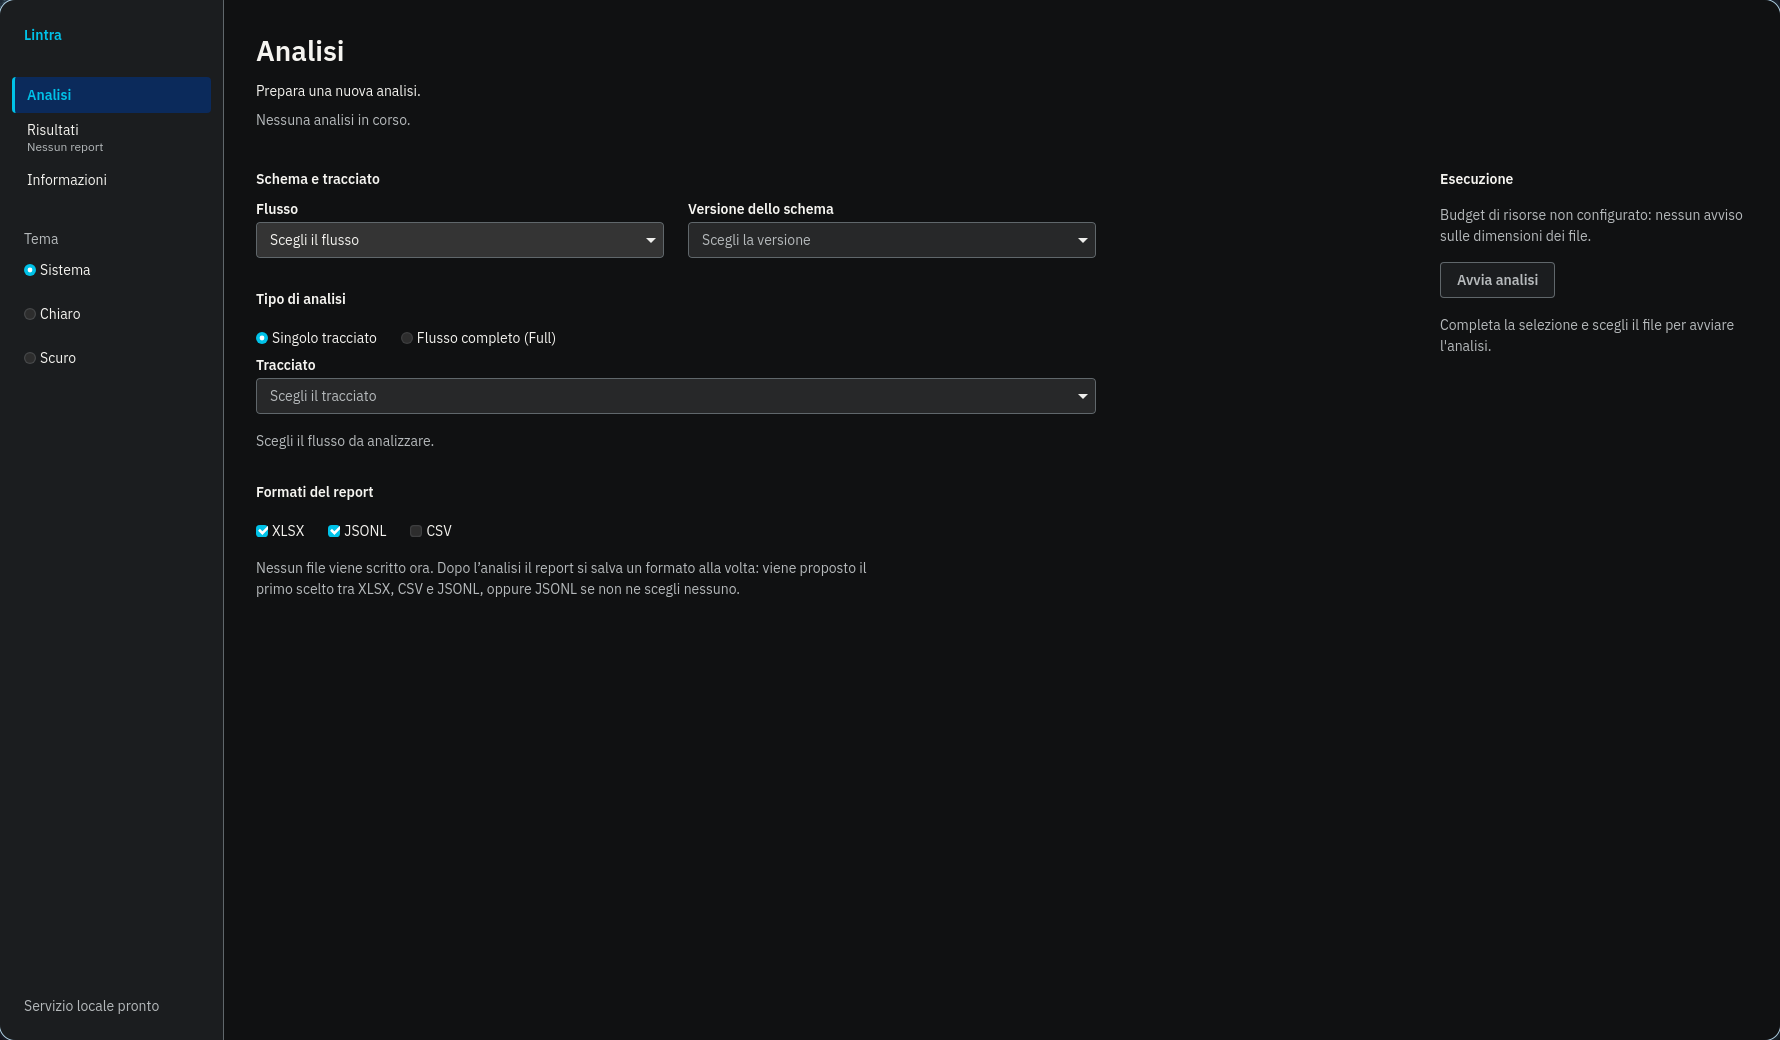 Lintra
Analisi
Risultati
Nessun report
Informazioni
Tema
Sistema
Chiaro
Scuro
Servizio locale pronto
Analisi
Prepara una nuova analisi.
Nessuna analisi in corso.
Schema e tracciato
Flusso
Scegli il flusso
Versione dello schema
Scegli la versione
Tipo di analisi
Singolo tracciato
Flusso completo (Full)
Tracciato
Scegli il tracciato
Scegli il flusso da analizzare.
Formati del report
XLSX
JSONL
CSV
Nessun file viene scritto ora. Dopo l’analisi il report si salva un formato alla volta: viene proposto il
primo scelto tra XLSX, CSV e JSONL, oppure JSONL se non ne scegli nessuno.
Esecuzione
Budget di risorse non configurato: nessun avviso
sulle dimensioni dei file.
Avvia analisi
Completa la selezione e scegli il file per avviare
l'analisi.